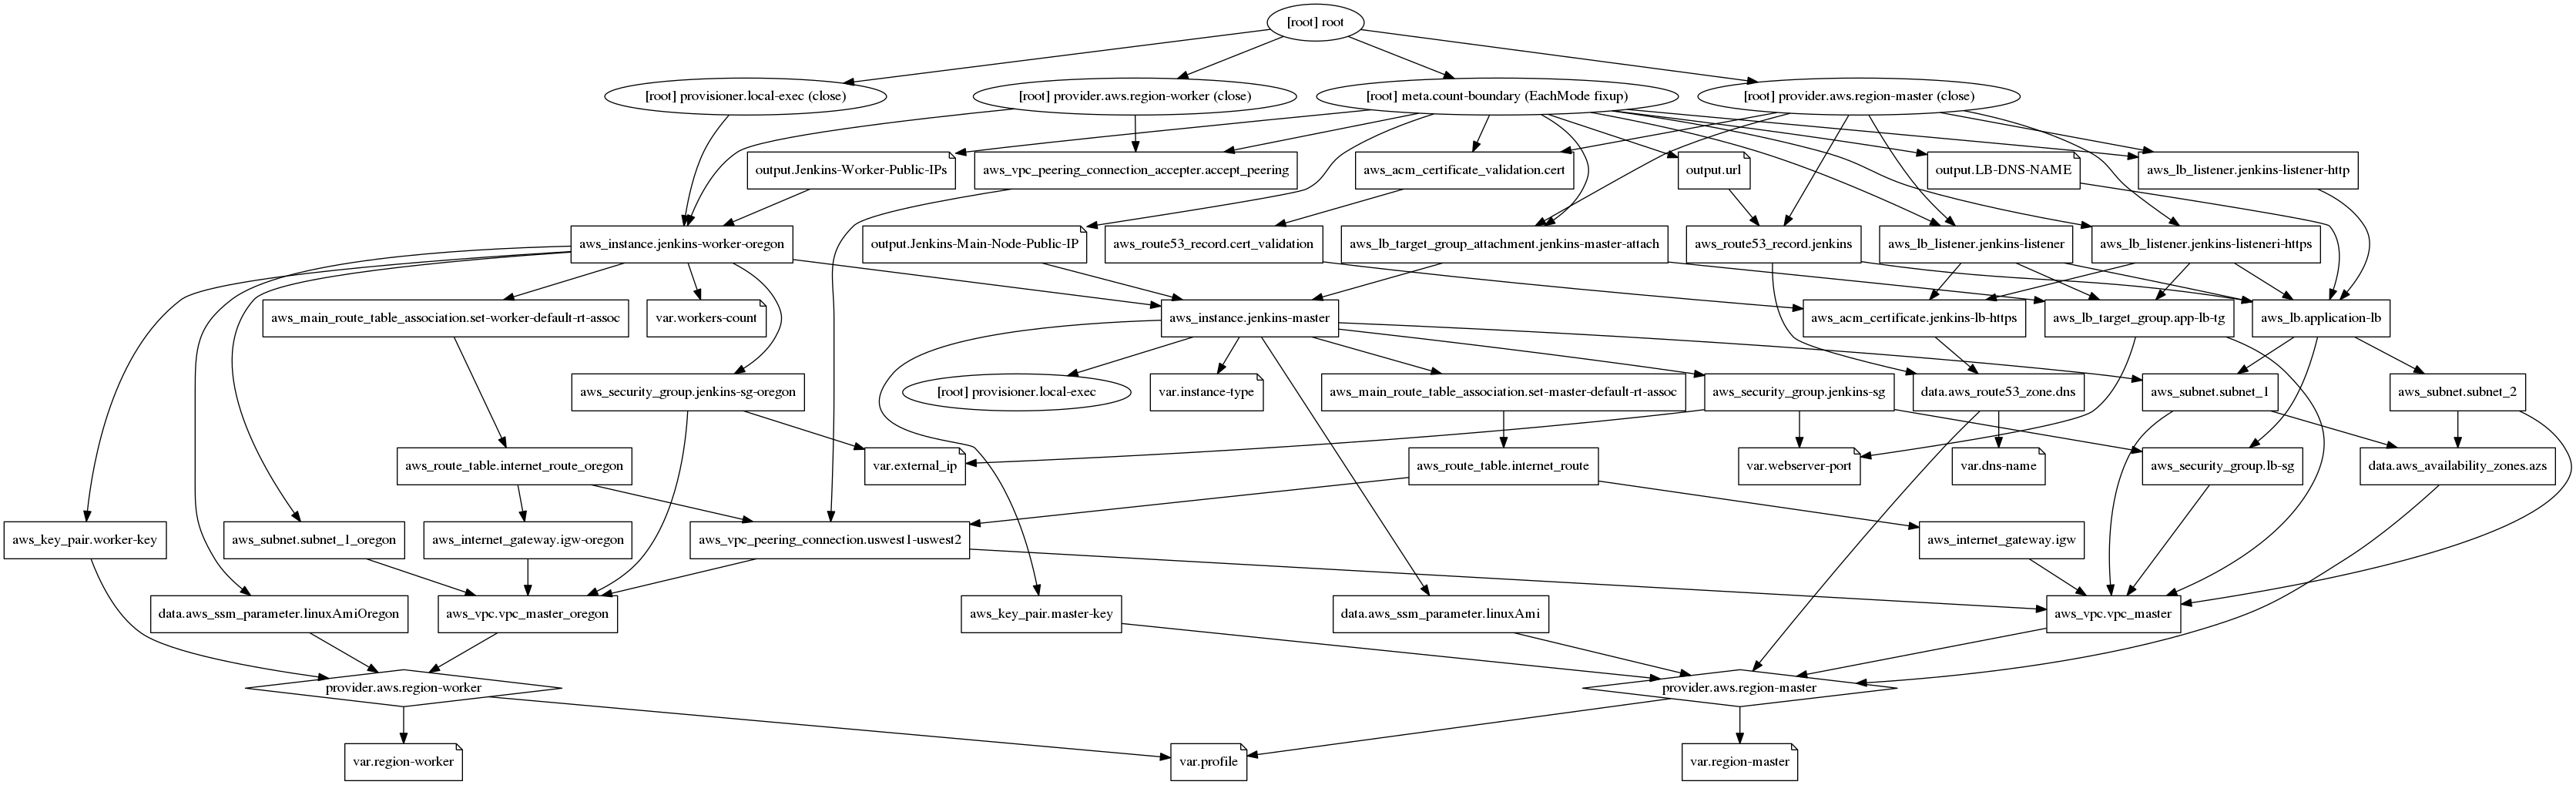 [root] root
[root] provisioner.local-exec (close)
[root] provider.aws.region-worker (close)
[root] meta.count-boundary (EachMode fixup)
[root] provider.aws.region-master (close)
output.Jenkins-Worker-Public-IPs
aws_vpc_peering_connection_accepter.accept_peering
aws_acm_certificate_validation.cert
output.url
output.LB-DNS-NAME
aws_lb_listener.jenkins-listener-http
aws_instance.jenkins-worker-oregon
output.Jenkins-Main-Node-Public-IP
aws_route53_record.cert_validation
aws_lb_target_group_attachment.jenkins-master-attach
aws_route53_record.jenkins
aws_lb_listener.jenkins-listener
aws_lb_listener.jenkins-listeneri-https
aws_main_route_table_association.set-worker-default-rt-assoc
var.workers-count
aws_instance.jenkins-master
aws_acm_certificate.jenkins-lb-https
aws_lb_target_group.app-lb-tg
aws_lb.application-lb
aws_security_group.jenkins-sg-oregon
[root] provisioner.local-exec
var.instance-type
aws_main_route_table_association.set-master-default-rt-assoc
aws_security_group.jenkins-sg
data.aws_route53_zone.dns
aws_subnet.subnet_1
aws_subnet.subnet_2
aws_route_table.internet_route_oregon
var.external_ip
aws_route_table.internet_route
var.webserver-port
var.dns-name
aws_security_group.lb-sg
data.aws_availability_zones.azs
aws_key_pair.worker-key
aws_subnet.subnet_1_oregon
aws_internet_gateway.igw-oregon
aws_vpc_peering_connection.uswest1-uswest2
aws_internet_gateway.igw
data.aws_ssm_parameter.linuxAmiOregon
aws_vpc.vpc_master_oregon
aws_key_pair.master-key
data.aws_ssm_parameter.linuxAmi
aws_vpc.vpc_master
provider.aws.region-worker
provider.aws.region-master
var.region-worker
var.profile
var.region-master